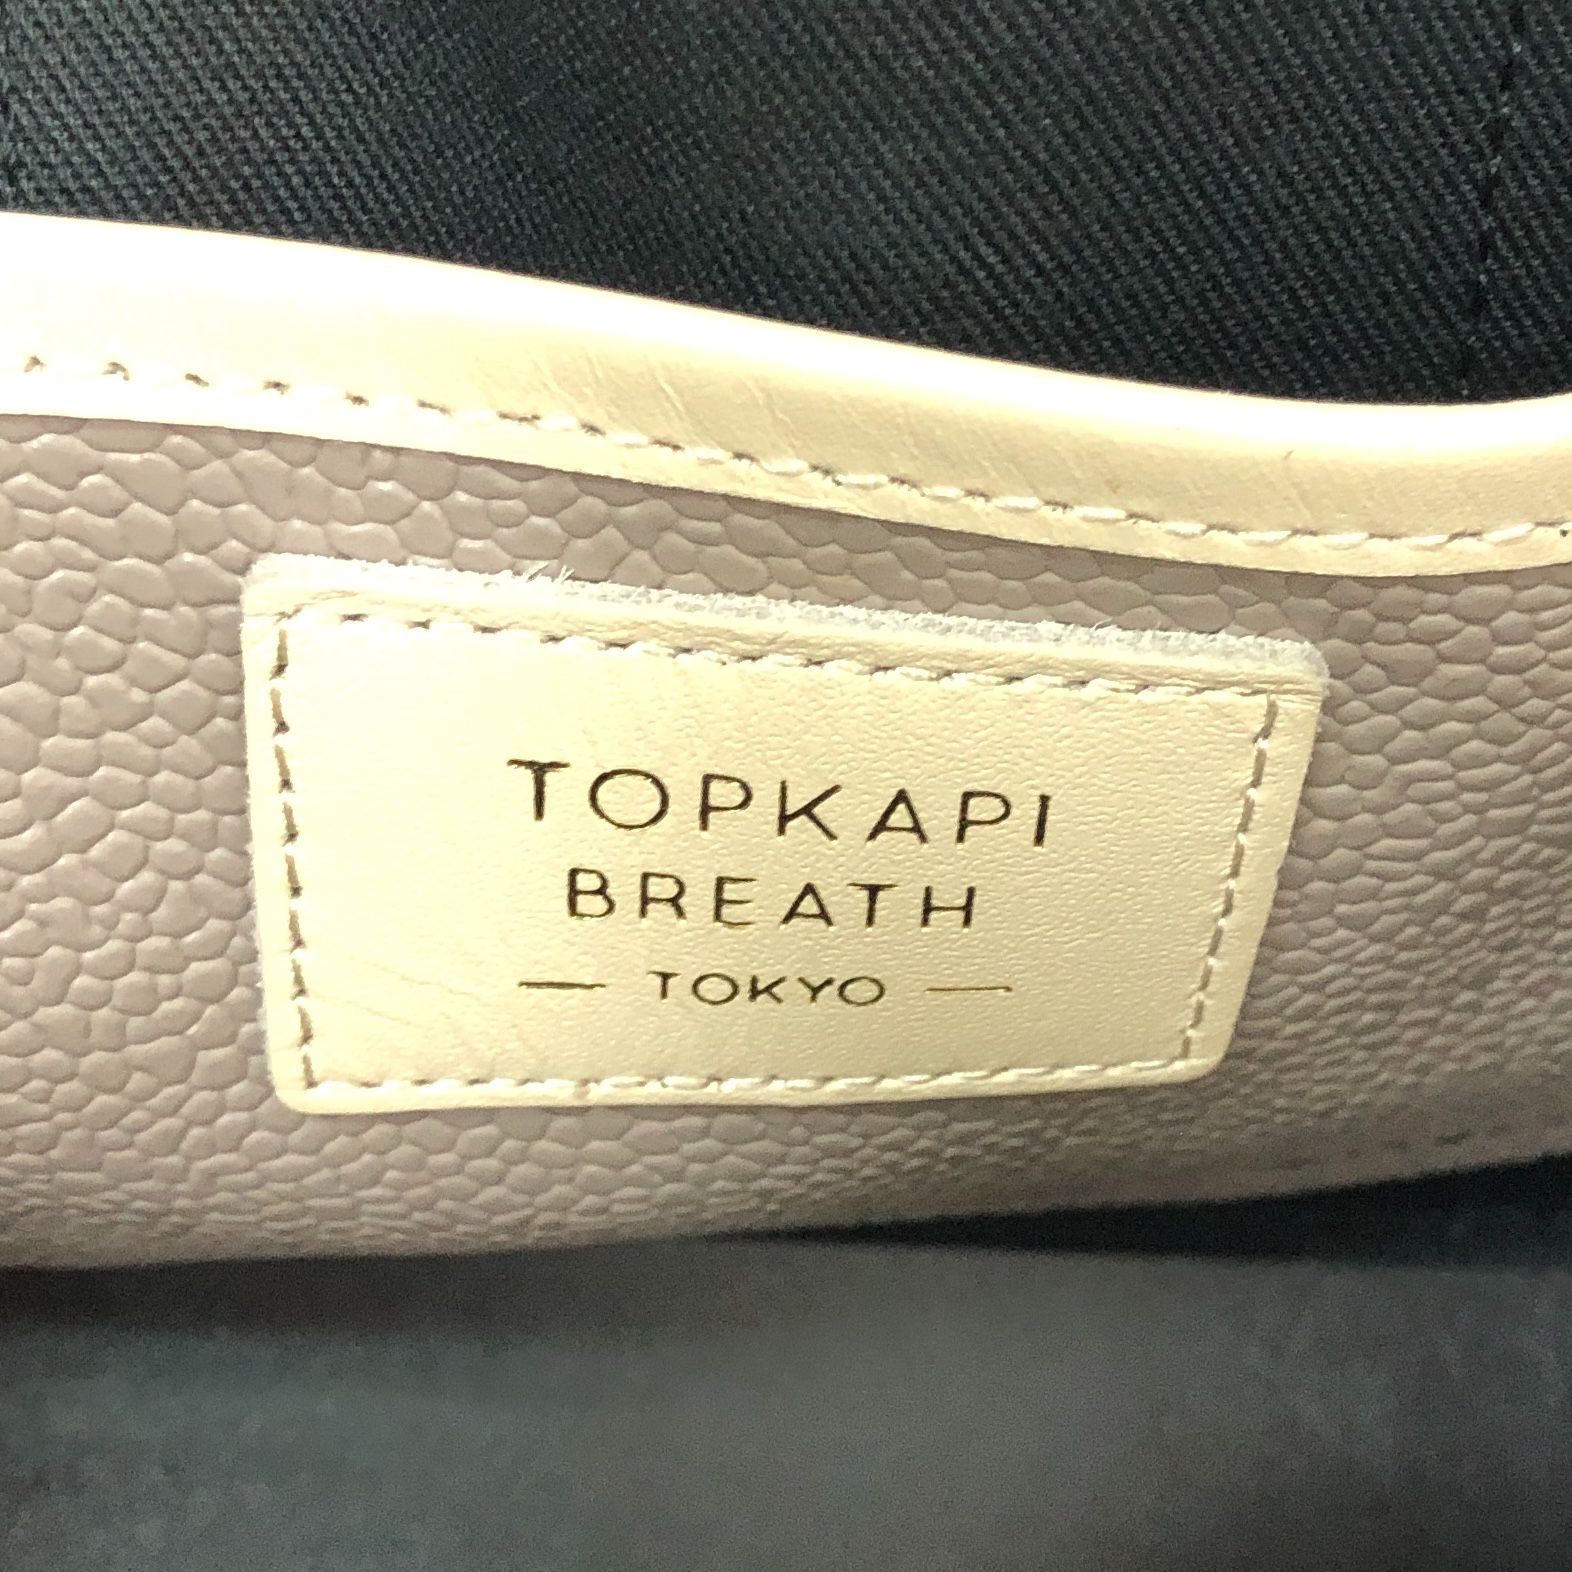 TOPKAPI
BREATH
— TOKYO —